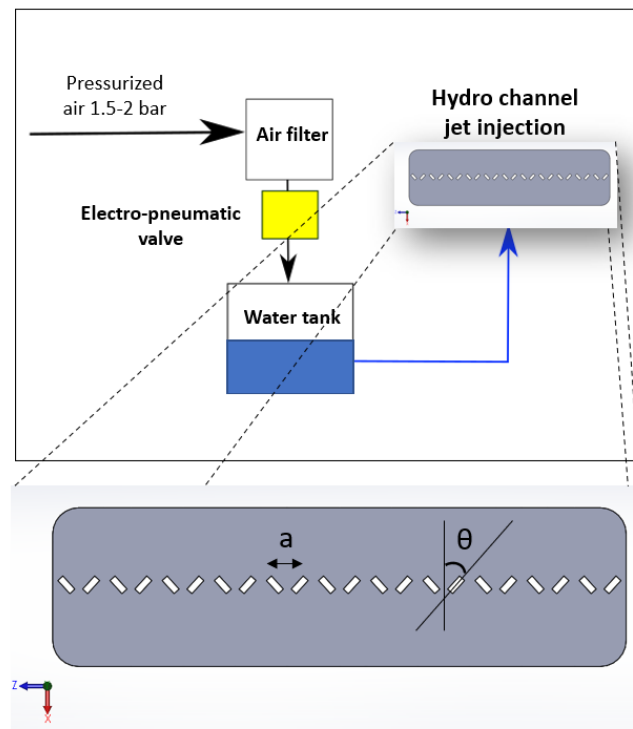 Pressurized
air 1.5-2 bar
Air filter
Hydro channel
jet injection
Electro-pneumatic
valve
Water tank
a
θ
Z
X